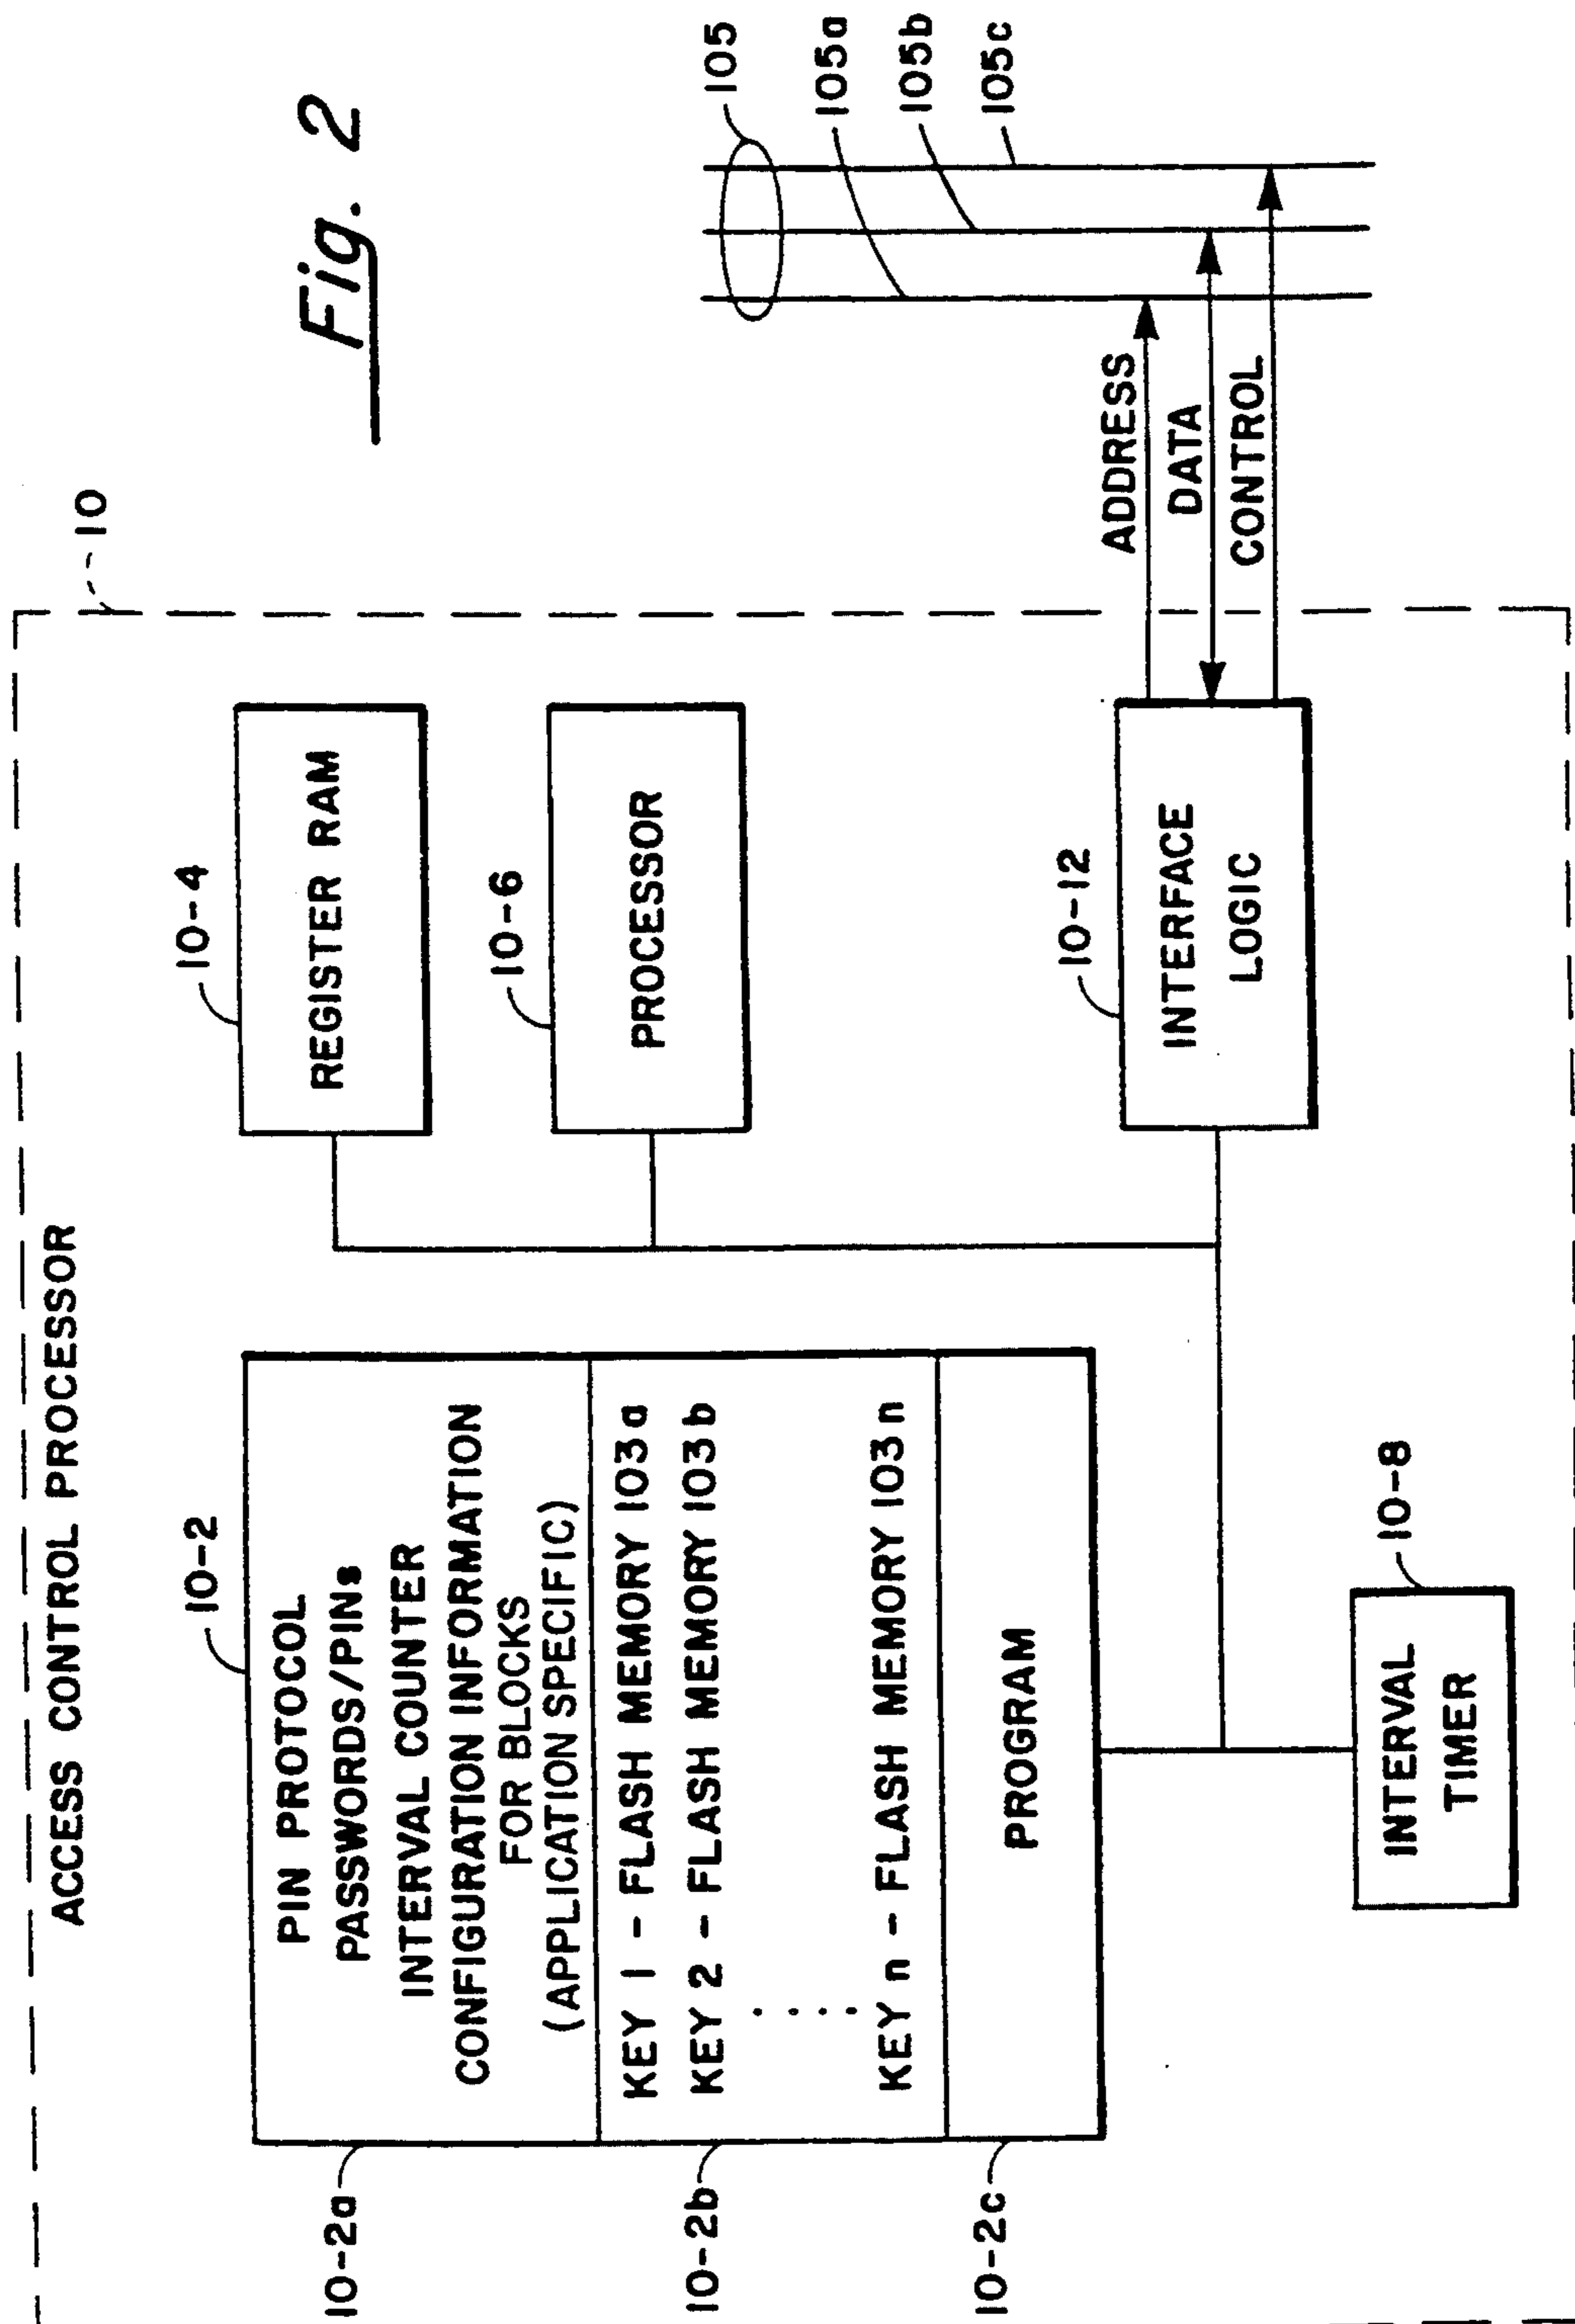 ACCESS CONTROL PROCESSOR
10
Fig. 2
10-2
10-2a
PIN PROTOCOL
PASSWORDS/PINs
INTERVAL COUNTER
CONFIGURATION INFORMATION
FOR BLOCKS
(APPLICATION SPECIFIC)
10-2b
KEY 1 - FLASH MEMORY 103a
KEY 2 - FLASH MEMORY 103b
.....
KEY n - FLASH MEMORY 103n
10-2c
PROGRAM
10-4
REGISTER RAM
10-6
PROCESSOR
10-12
INTERFACE
LOGIC
10-8
INTERVAL
TIMER
ADDRESS
DATA
CONTROL
105
105a
105b
105c